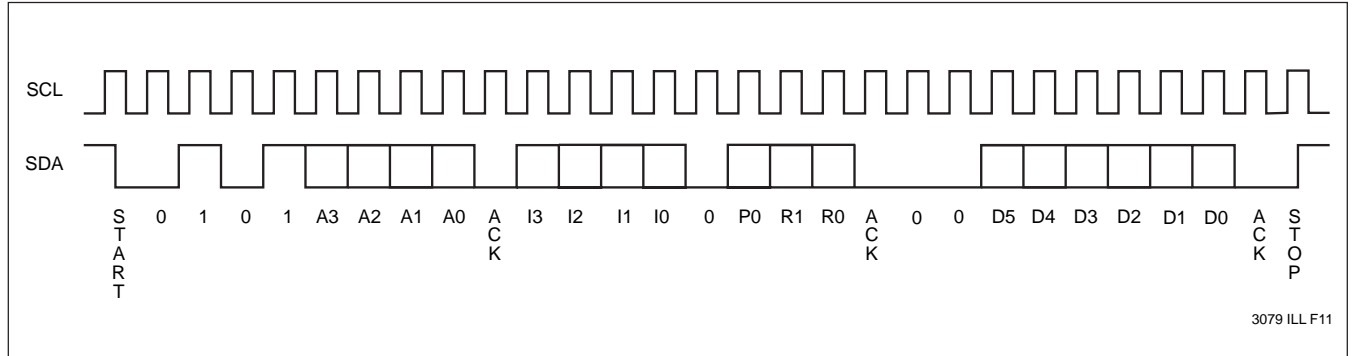 SCL
SDA
START 0 1 0 1 A3 A2 A1 A0 ACK I3 I2 I1 I0 0 P0 R1 R0 ACK 0 0 D5 D4 D3 D2 D1 D0 ACK STOP
3079 ILL F11